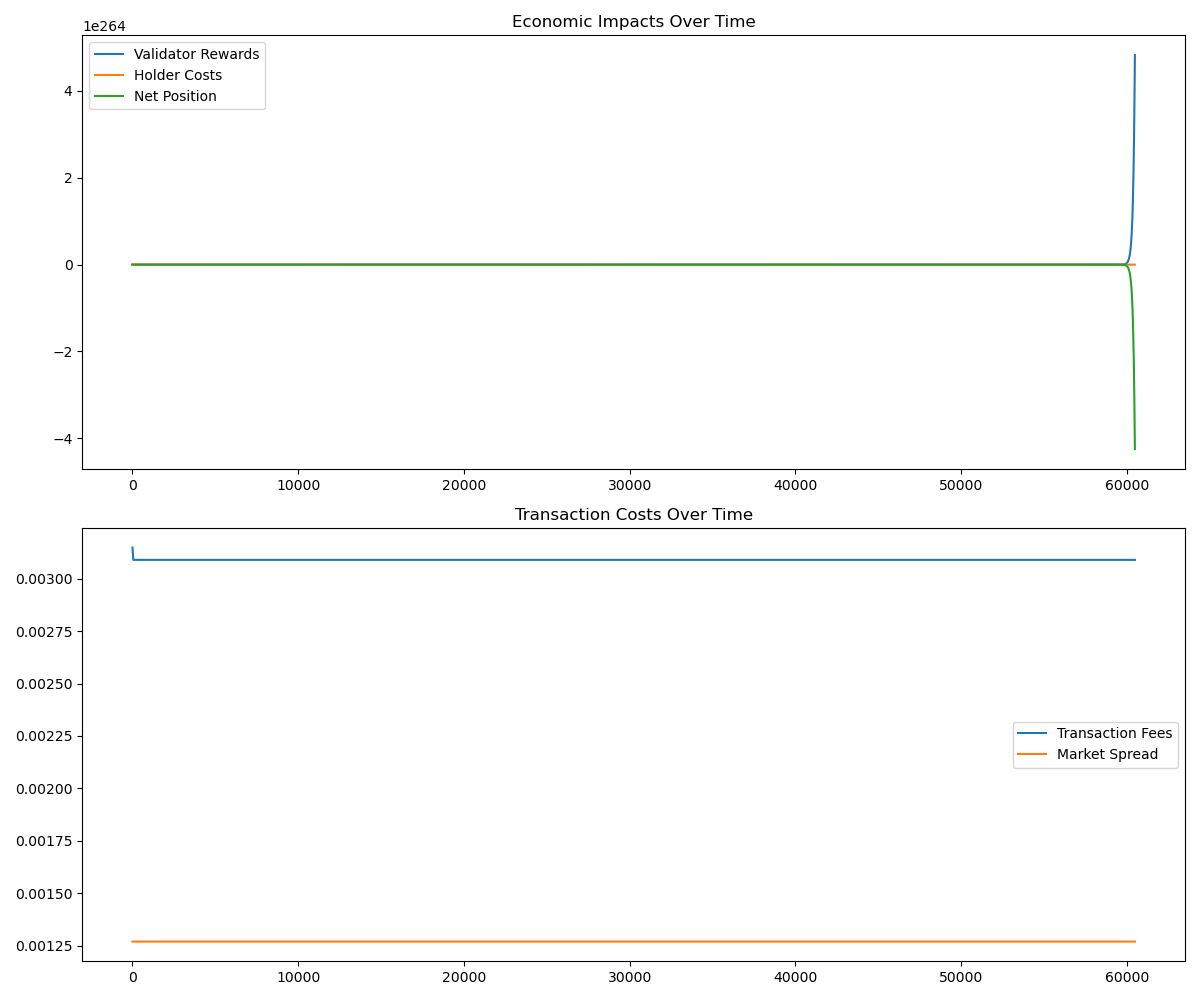 Economic Impacts Over Time
1e264
Validator Rewards
Holder Costs
Net Position
4
2
0
−2
−4
0 10000 20000 30000 40000 50000 60000
Transaction Costs Over Time
0.00300
0.00275
0.00250
0.00225
0.00200
0.00175
0.00150
0.00125
Transaction Fees
Market Spread
0 10000 20000 30000 40000 50000 60000